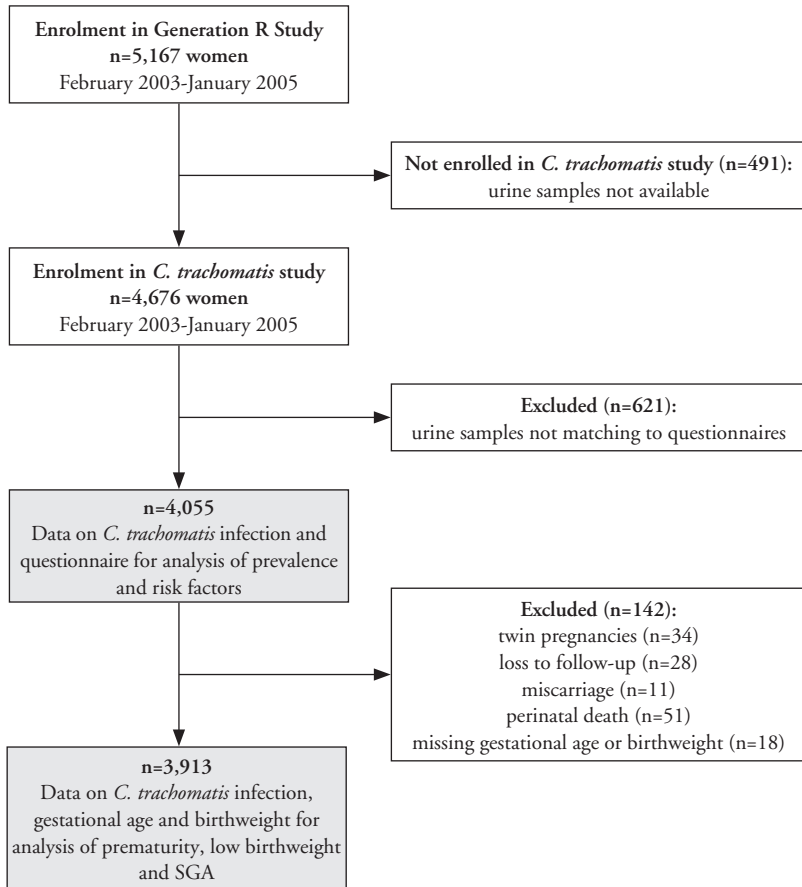 Enrolment in Generation R Study
n=5,167 women
February 2003-January 2005
Not enrolled in C. trachomatis study (n=491):
urine samples not available
Enrolment in C. trachomatis study
n=4,676 women
February 2003-January 2005
Excluded (n=621):
urine samples not matching to questionnaires
n=4,055
Data on C. trachomatis infection and
questionnaire for analysis of prevalence
and risk factors
Excluded (n=142):
twin pregnancies (n=34)
loss to follow-up (n=28)
miscarriage (n=11)
perinatal death (n=51)
missing gestational age or birthweight (n=18)
n=3,913
Data on C. trachomatis infection,
gestational age and birthweight for
analysis of prematurity, low birthweight
and SGA